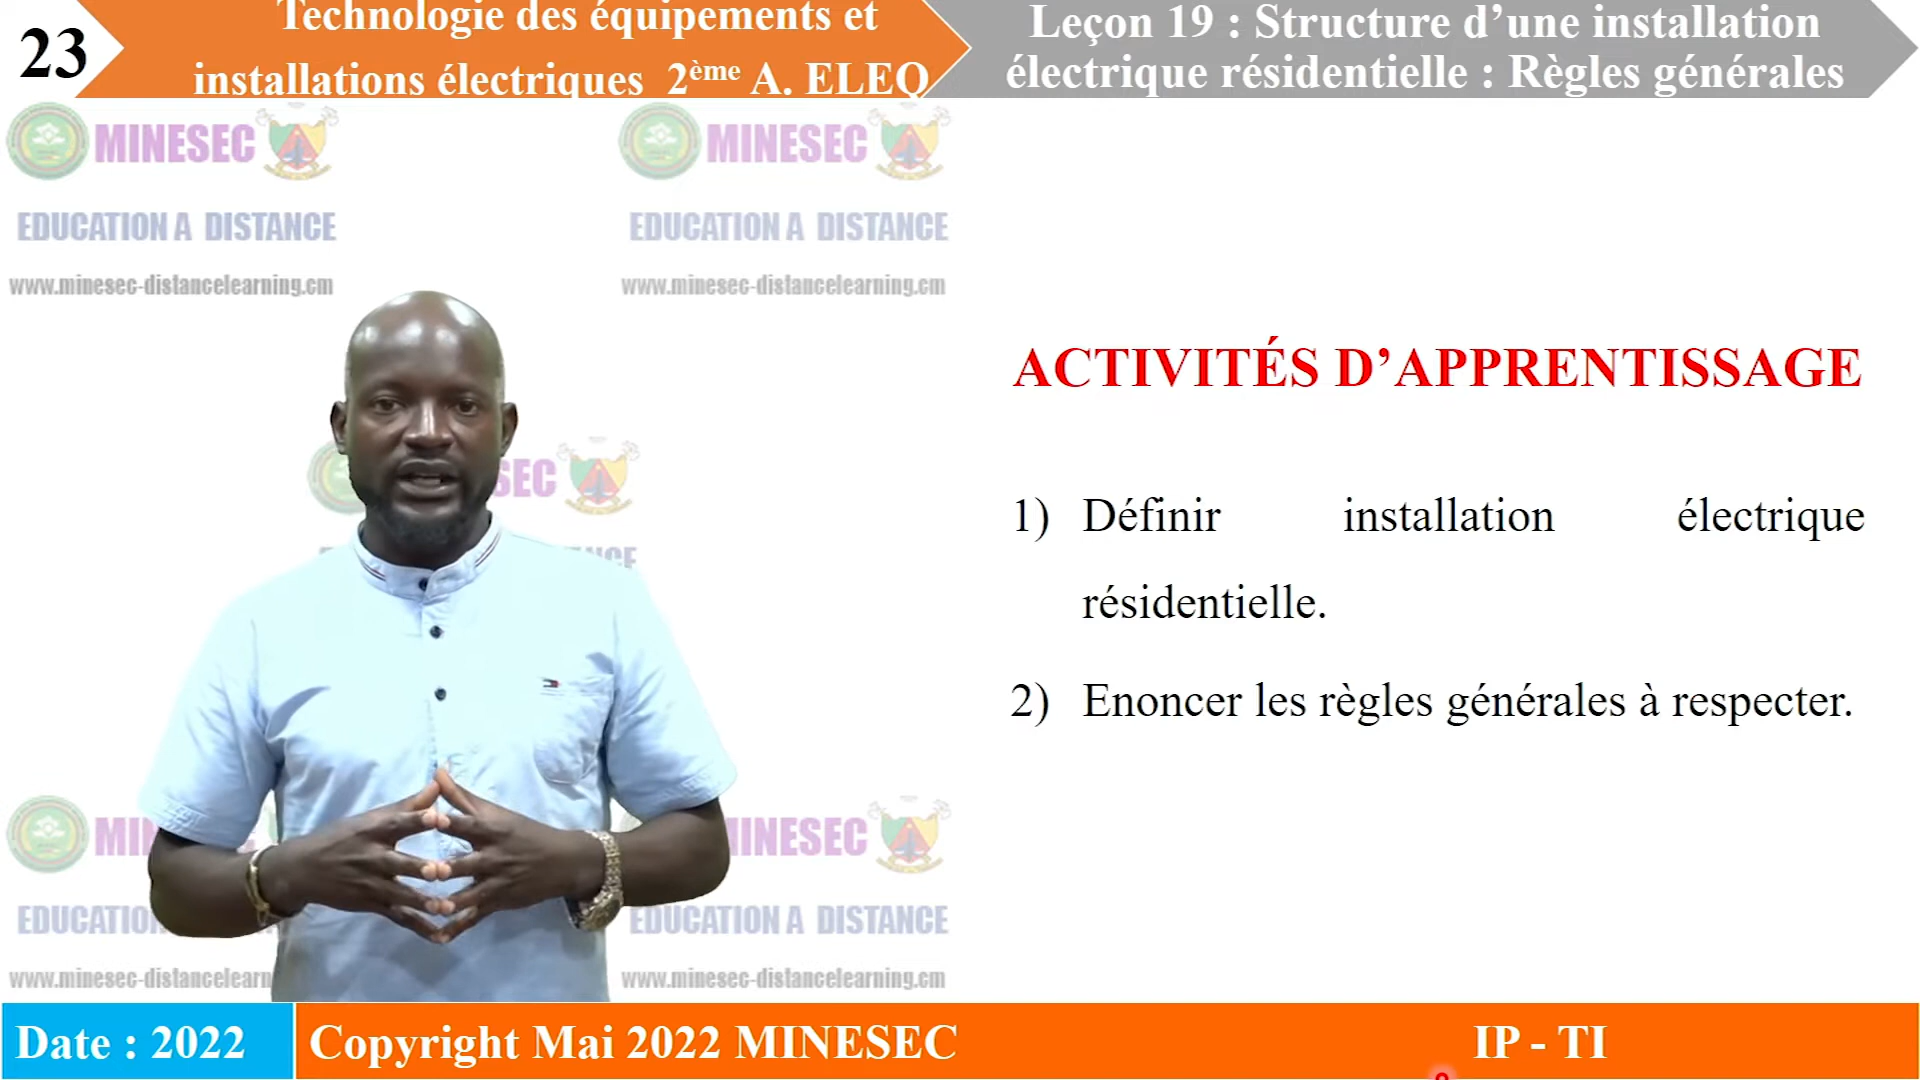 23
Technologie des équipements et
installations électriques 2ème A. ELEQ
Leçon 19 : Structure d’une installation
électrique résidentielle : Règles générales
MINESEC
MINESEC
EDUCATION A DISTANCE
EDUCATION A DISTANCE
www.minesec-distancelearning.cm
www.minesec-distancelearning.cm
ACTIVITÉS D’APPRENTISSAGE
1) Définir installation électrique
résidentielle.
2) Enoncer les règles générales à respecter.
MINESEC
EDUCATION A DISTANCE
www.minesec-distancelearning.cm
Date : 2022
Copyright Mai 2022 MINESEC
IP - TI